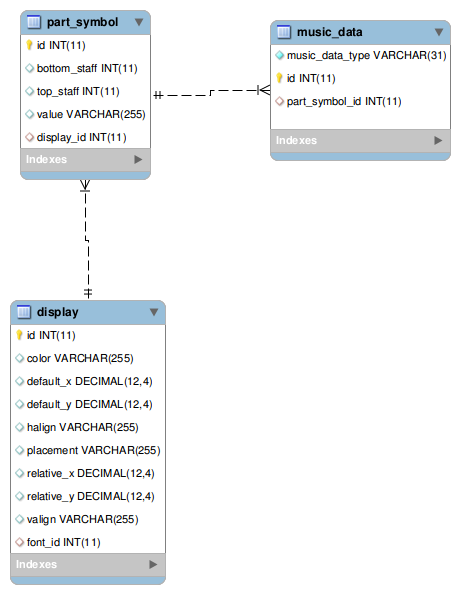 part_symbol
id INT(11)
bottom_staff INT(11)
top_staff INT(11)
value VARCHAR(255)
display_id INT(11)
Indexes
music_data
music_data_type VARCHAR(31)
id INT(11)
part_symbol_id INT(11)
Indexes
display
id INT(11)
color VARCHAR(255)
default_x DECIMAL(12,4)
default_y DECIMAL(12,4)
halign VARCHAR(255)
placement VARCHAR(255)
relative_x DECIMAL(12,4)
relative_y DECIMAL(12,4)
valign VARCHAR(255)
font_id INT(11)
Indexes